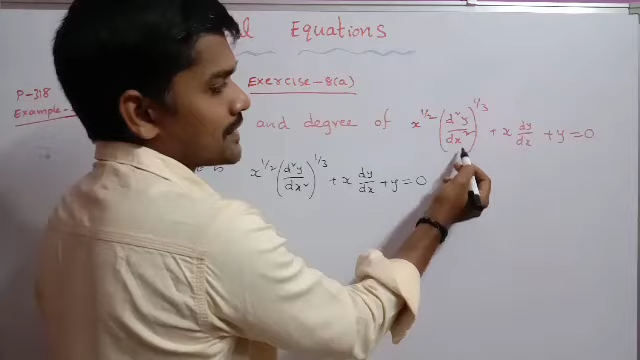 Equations
Exercise-8(a)
P-318
Example-
and degree of x^{1/2} (d²y/dx²)^{1/3} + x dy/dx + y = 0
x^{1/2} (d²y/dx²)^{1/3} + x dy/dx + y = 0